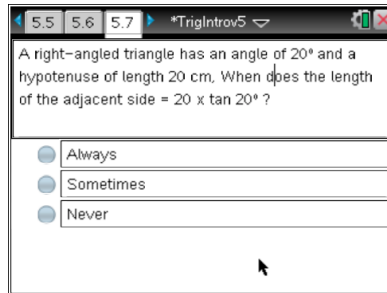 5.5 5.6 5.7 *TrigIntrov5
A right-angled triangle has an angle of 20° and a
hypotenuse of length 20 cm, When does the length
of the adjacent side = 20 x tan 20° ?
Always
Sometimes
Never